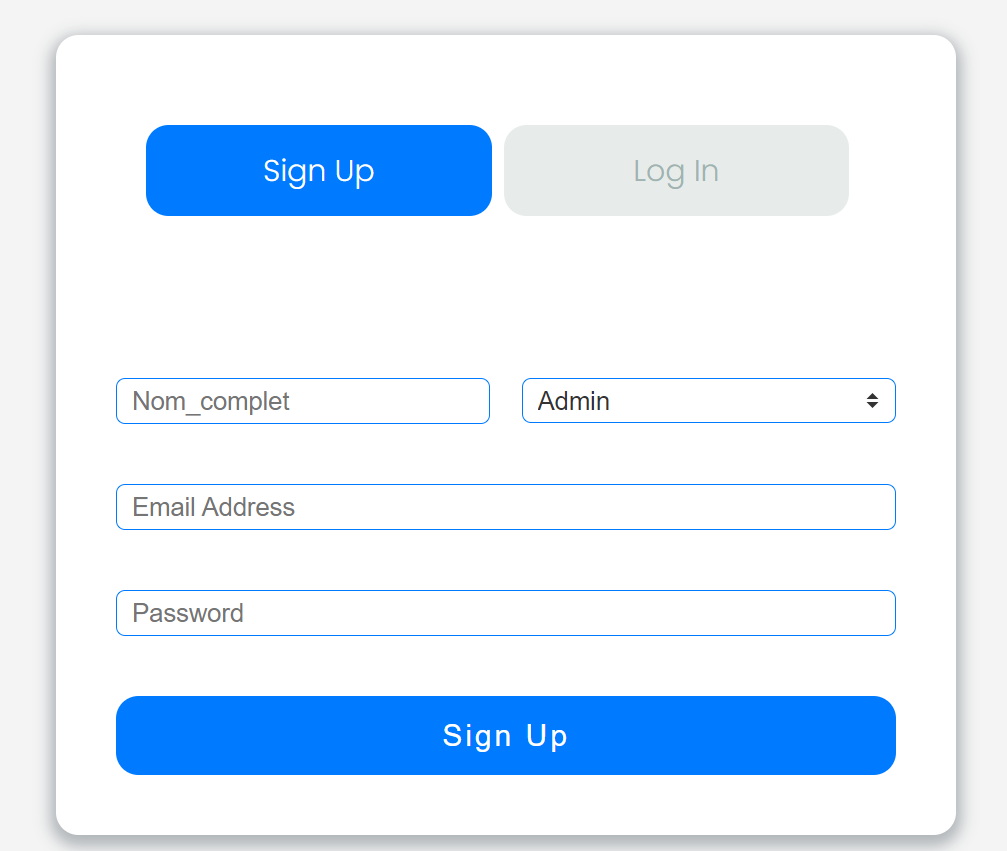 Sign Up
Log In
Nom_complet
Admin
Email Address
Password
Sign Up